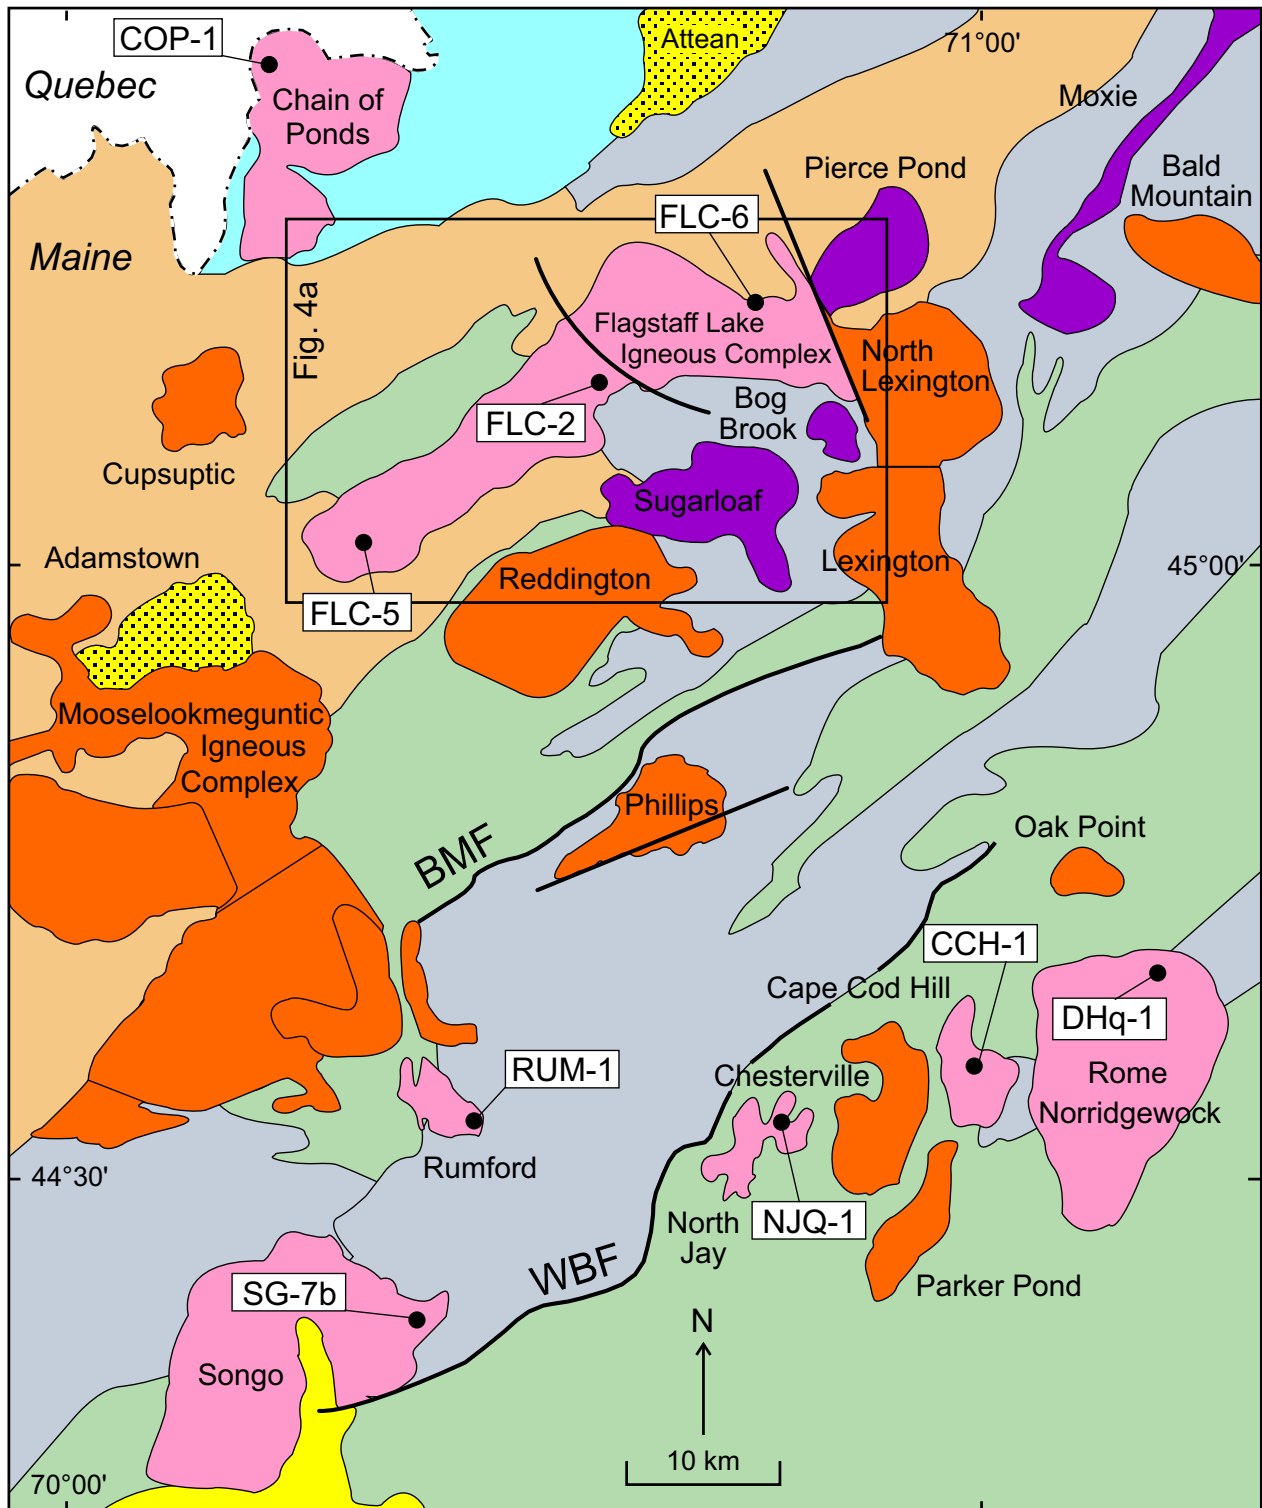 COP-1
Attean
71°00'
Quebec
Chain of
Ponds
Moxie
Pierce Pond
Bald
Mountain
FLC-6
Maine
Fig. 4a
Flagstaff Lake
Igneous Complex
North
Lexington
Bog
Brook
FLC-2
Cupsuptic
Sugarloaf
Adamstown
Lexington
45°00'
Reddington
FLC-5
Mooselookmeguntic
Igneous
Complex
Phillips
Oak Point
BMF
CCH-1
Cape Cod Hill
DHq-1
RUM-1
Chesterville
Rome
Norridgewock
Rumford
44°30'
North
Jay
NJQ-1
WBF
Parker Pond
SG-7b
N
Songo
10 km
70°00'